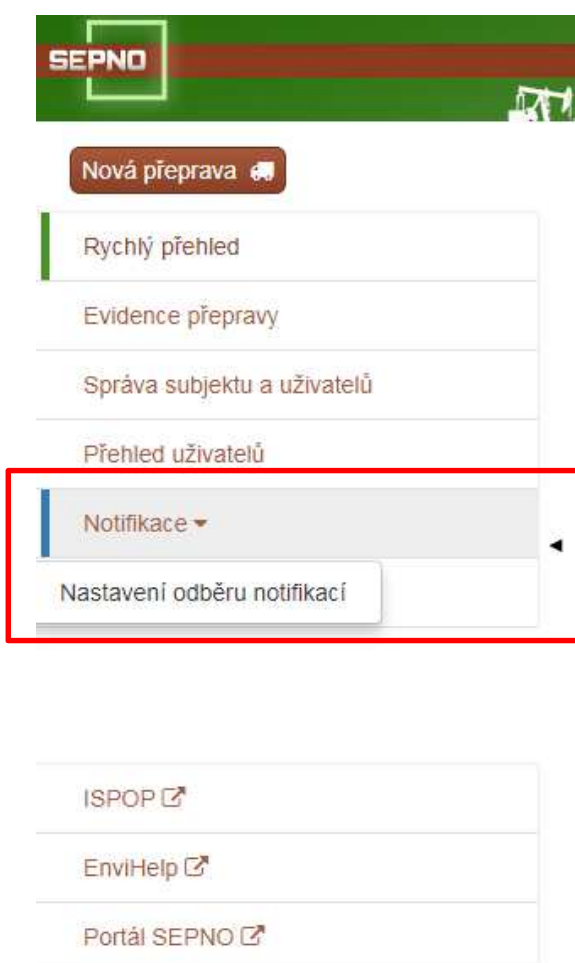 SEPNO
Nová přeprava
Rychlý přehled
Evidence přepravy
Správa subjektu a uživatelů
Přehled uživatelů
Notifikace
Nastavení odběru notifikací
ISPOP
EnviHelp
Portál SEPNO